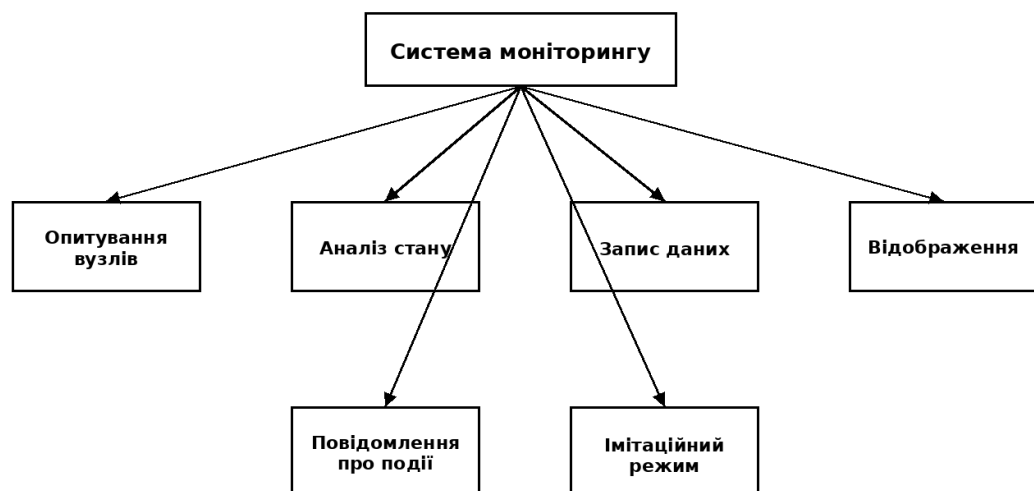 Система моніторингу
Опитування
вузлів
Аналіз стану
Запис даних
Відображення
Повідомлення
про події
Імітаційний
режим